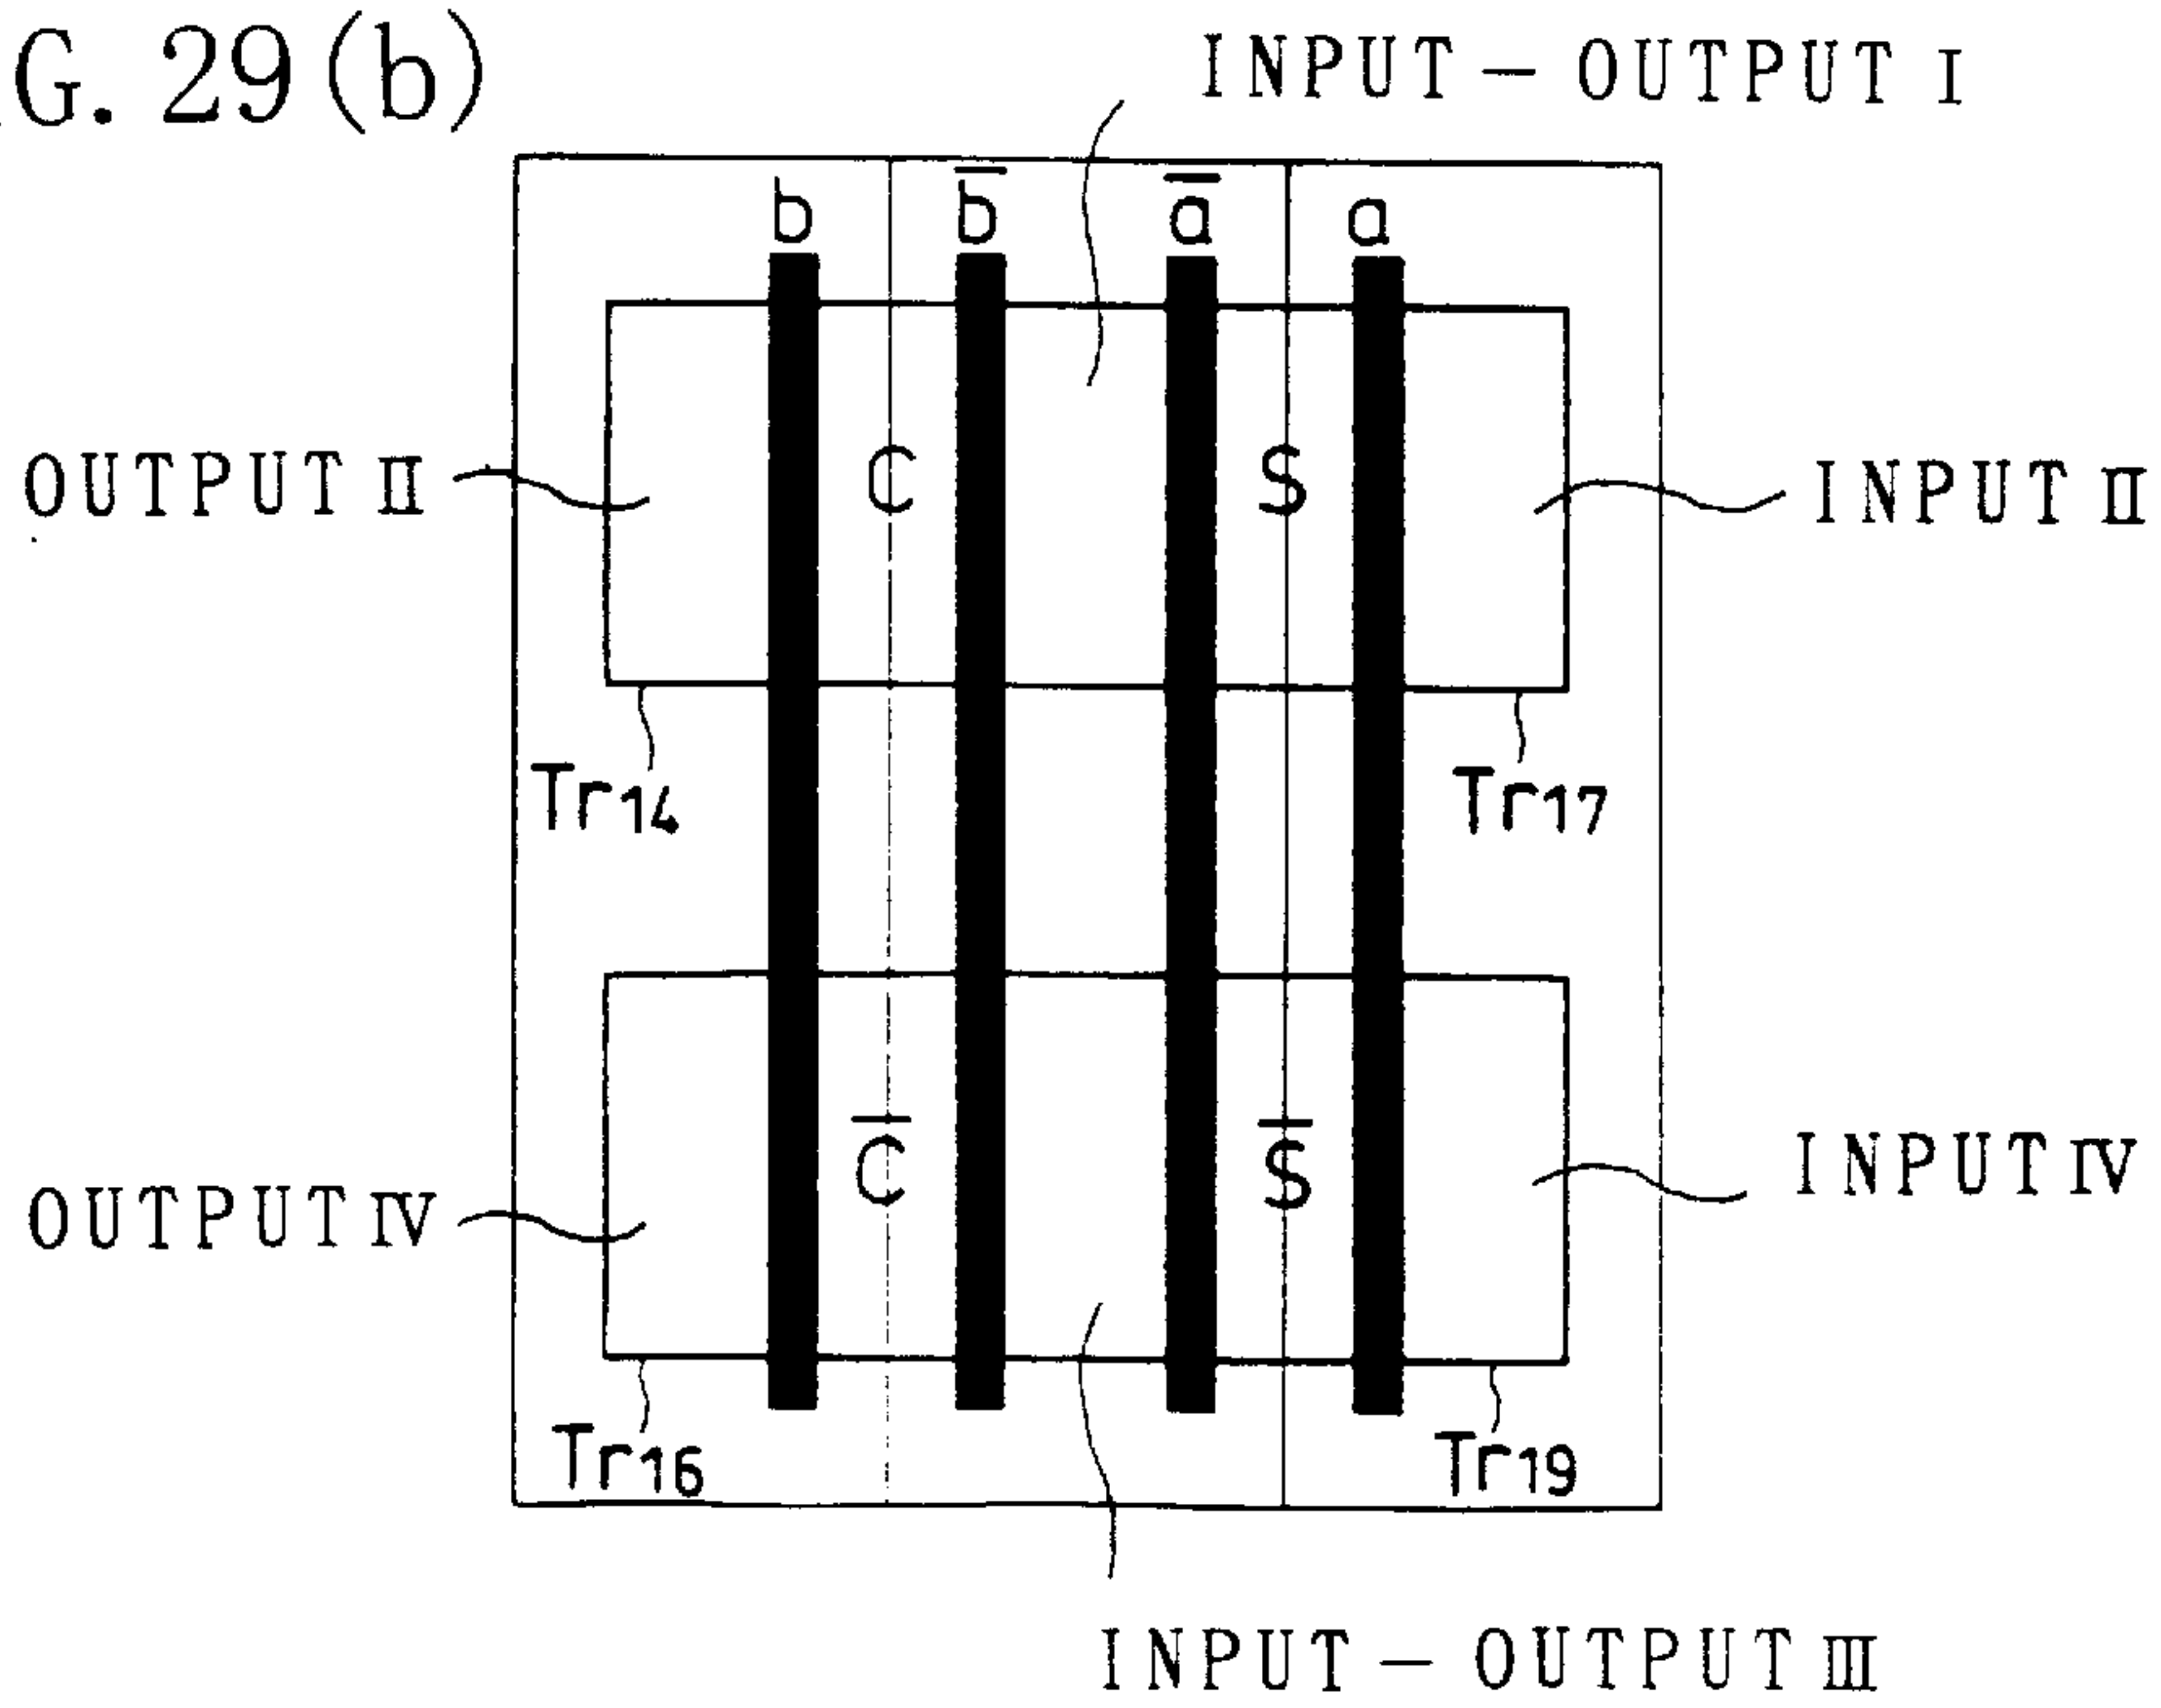 G. 29(b)
INPUT – OUTPUT I
b b̅ a̅ a
OUTPUT II
C S
INPUT II
Tr14 Tr17
C̅ S̅
INPUT IV
OUTPUT IV
Tr16 Tr19
INPUT – OUTPUT III